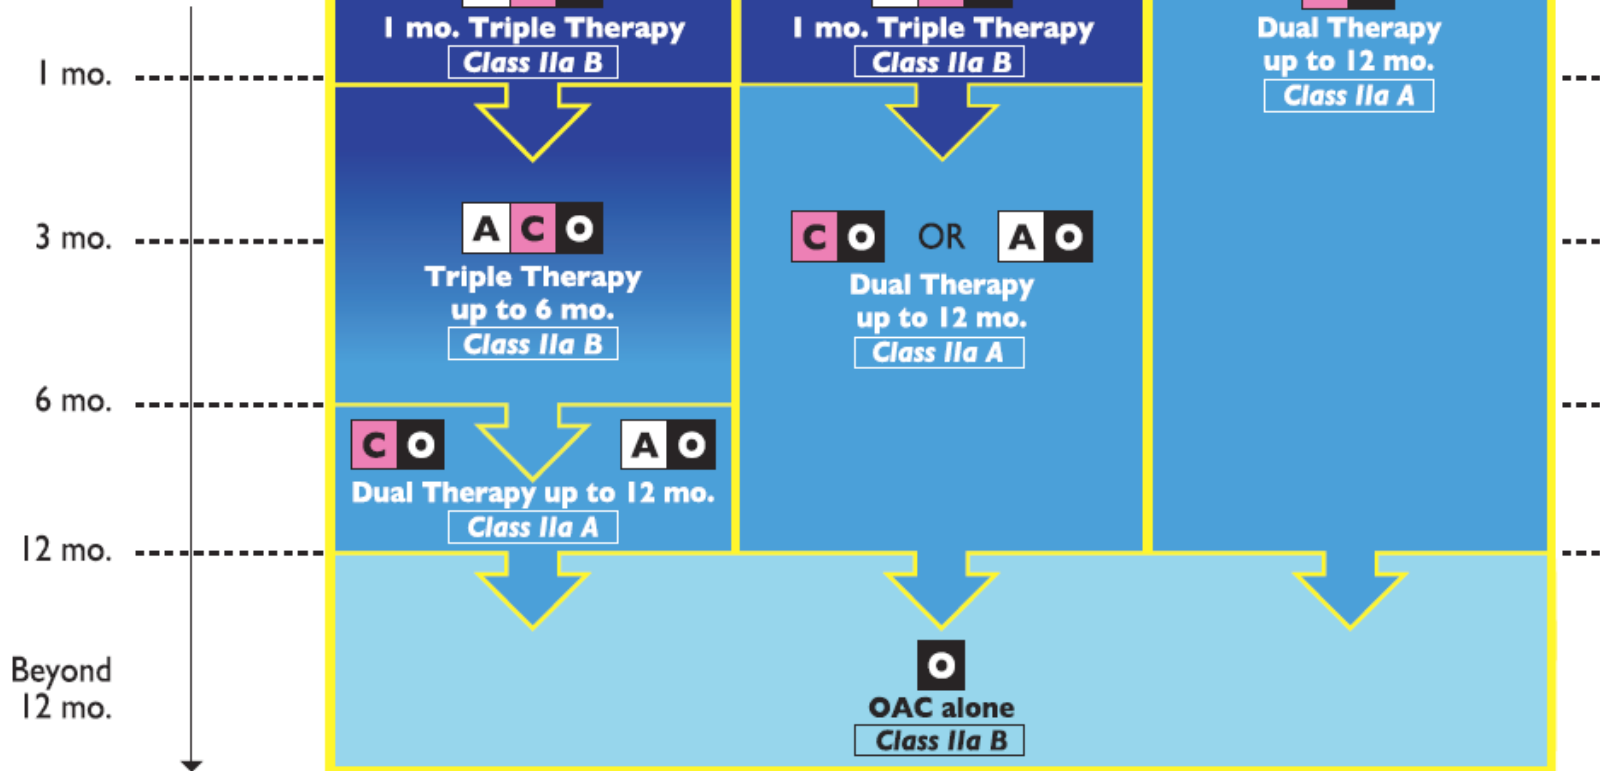 1 mo. Triple Therapy
Class IIa B
1 mo. Triple Therapy
Class IIa B
Dual Therapy
up to 12 mo.
Class IIa A
1 mo.
3 mo.
A C O
Triple Therapy
up to 6 mo.
Class IIa B
C O OR A O
Dual Therapy
up to 12 mo.
Class IIa A
6 mo.
C O A O
Dual Therapy up to 12 mo.
Class IIa A
12 mo.
Beyond
12 mo.
O
OAC alone
Class IIa B